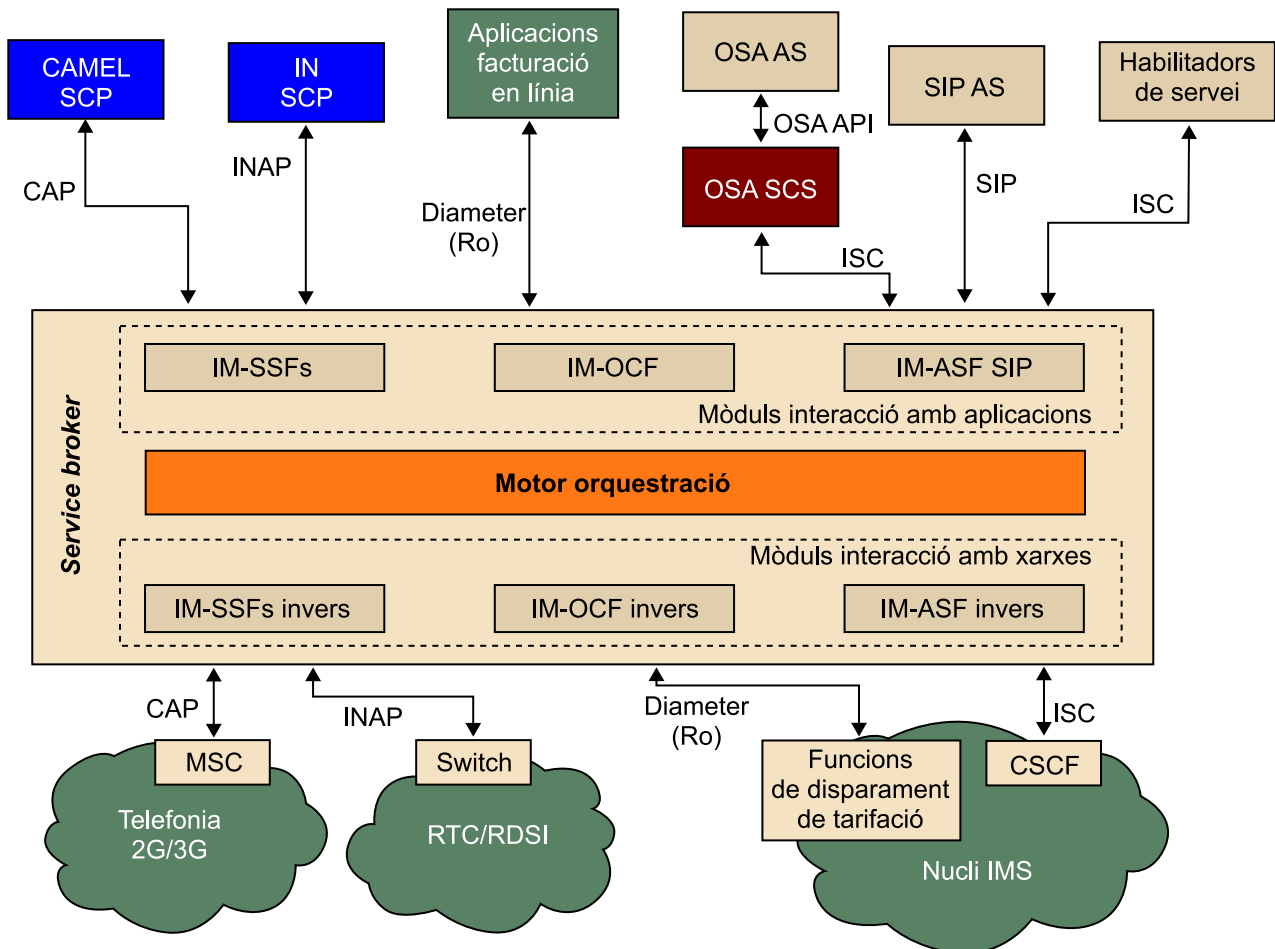 CAMEL
SCP
IN
SCP
Aplicacions
facturació
en línia
OSA AS
SIP AS
Habilitadors
de servei
OSA API
OSA SCS
CAP
INAP
Diameter
(Ro)
ISC
SIP
ISC
Service broker
IM-SSFs
IM-OCF
IM-ASF SIP
Mòduls interacció amb aplicacions
Motor orquestració
Mòduls interacció amb xarxes
IM-SSFs invers
IM-OCF invers
IM-ASF invers
CAP
INAP
Diameter
(Ro)
ISC
MSC
Telefonia
2G/3G
Switch
RTC/RDSI
Funcions
de disparament
de tarifació
CSCF
Nucli IMS